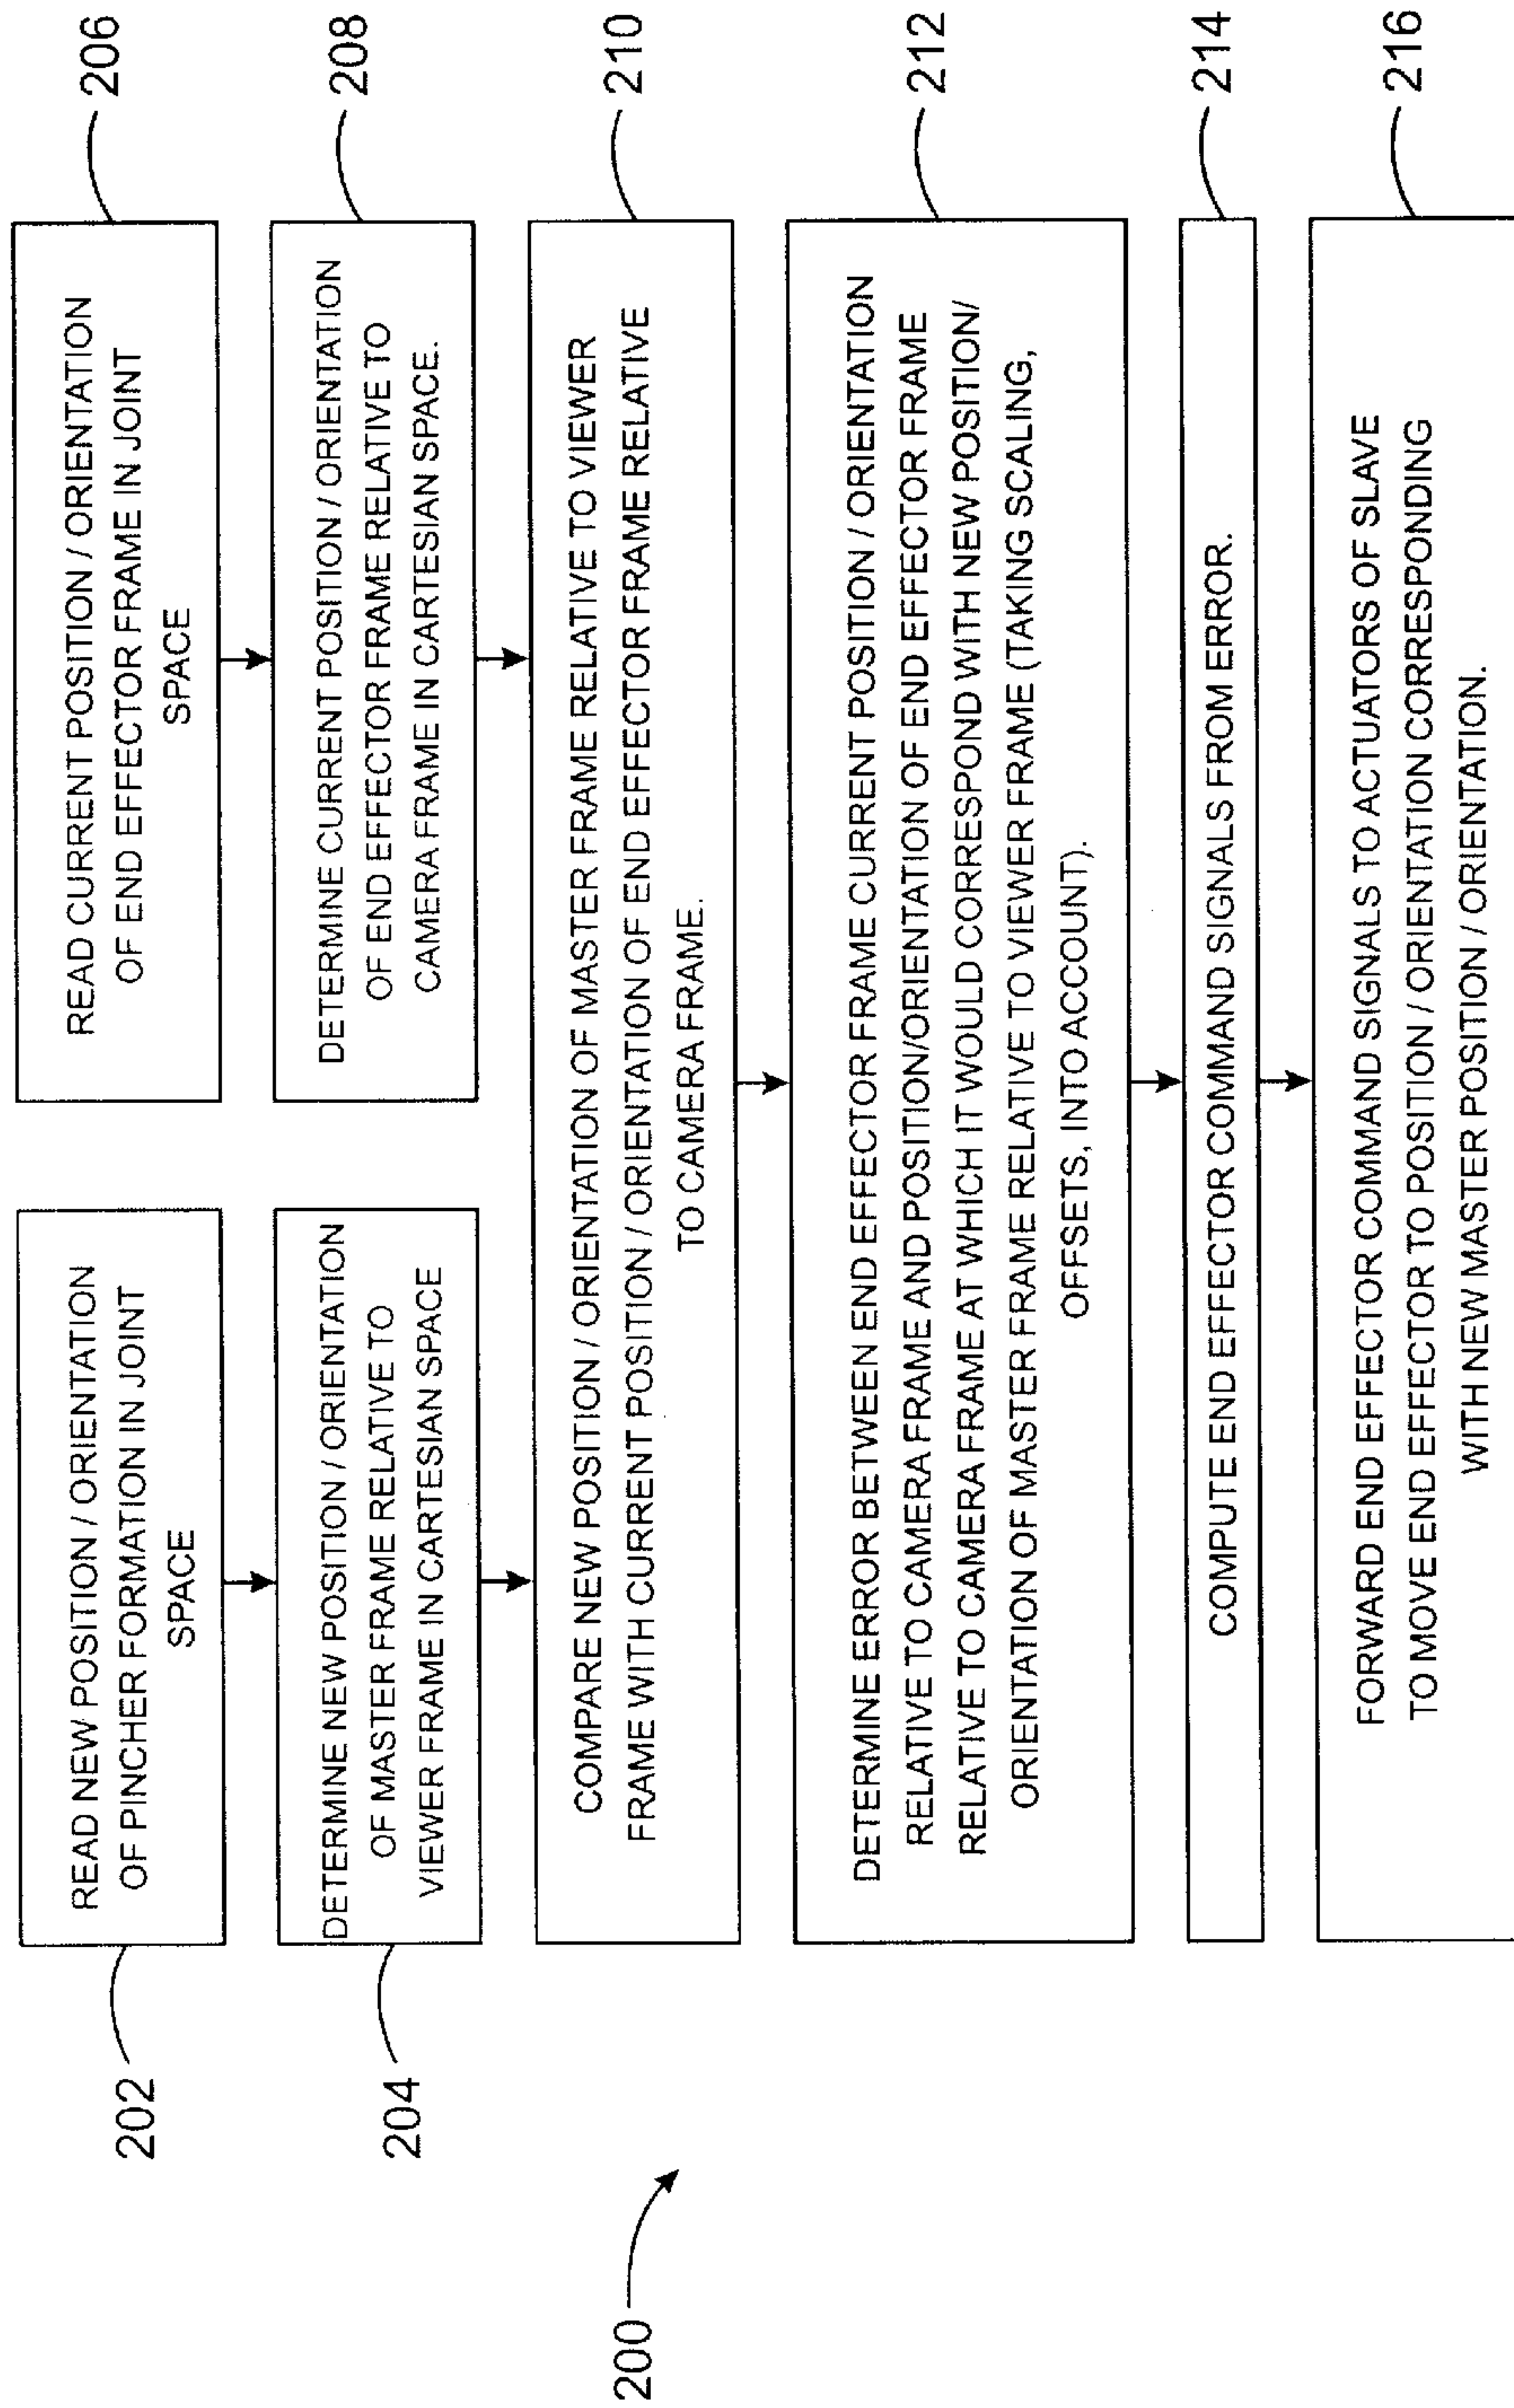 200
202
READ NEW POSITION / ORIENTATION
OF PINCHER FORMATION IN JOINT
SPACE
204
DETERMINE NEW POSITION / ORIENTATION
OF MASTER FRAME RELATIVE TO
VIEWER FRAME IN CARTESIAN SPACE
206
READ CURRENT POSITION / ORIENTATION
OF END EFFECTOR FRAME IN JOINT
SPACE
208
DETERMINE CURRENT POSITION / ORIENTATION
OF END EFFECTOR FRAME RELATIVE TO
CAMERA FRAME IN CARTESIAN SPACE.
210
COMPARE NEW POSITION / ORIENTATION OF MASTER FRAME RELATIVE TO VIEWER
FRAME WITH CURRENT POSITION / ORIENTATION OF END EFFECTOR FRAME RELATIVE
TO CAMERA FRAME.
212
DETERMINE ERROR BETWEEN END EFFECTOR FRAME CURRENT POSITION / ORIENTATION
RELATIVE TO CAMERA FRAME AND POSITION/ORIENTATION OF END EFFECTOR FRAME
RELATIVE TO CAMERA FRAME AT WHICH IT WOULD CORRESPOND WITH NEW POSITION/
ORIENTATION OF MASTER FRAME RELATIVE TO VIEWER FRAME (TAKING SCALING,
OFFSETS, INTO ACCOUNT).
214
COMPUTE END EFFECTOR COMMAND SIGNALS FROM ERROR.
216
FORWARD END EFFECTOR COMMAND SIGNALS TO ACTUATORS OF SLAVE
TO MOVE END EFFECTOR TO POSITION / ORIENTATION CORRESPONDING
WITH NEW MASTER POSITION / ORIENTATION.